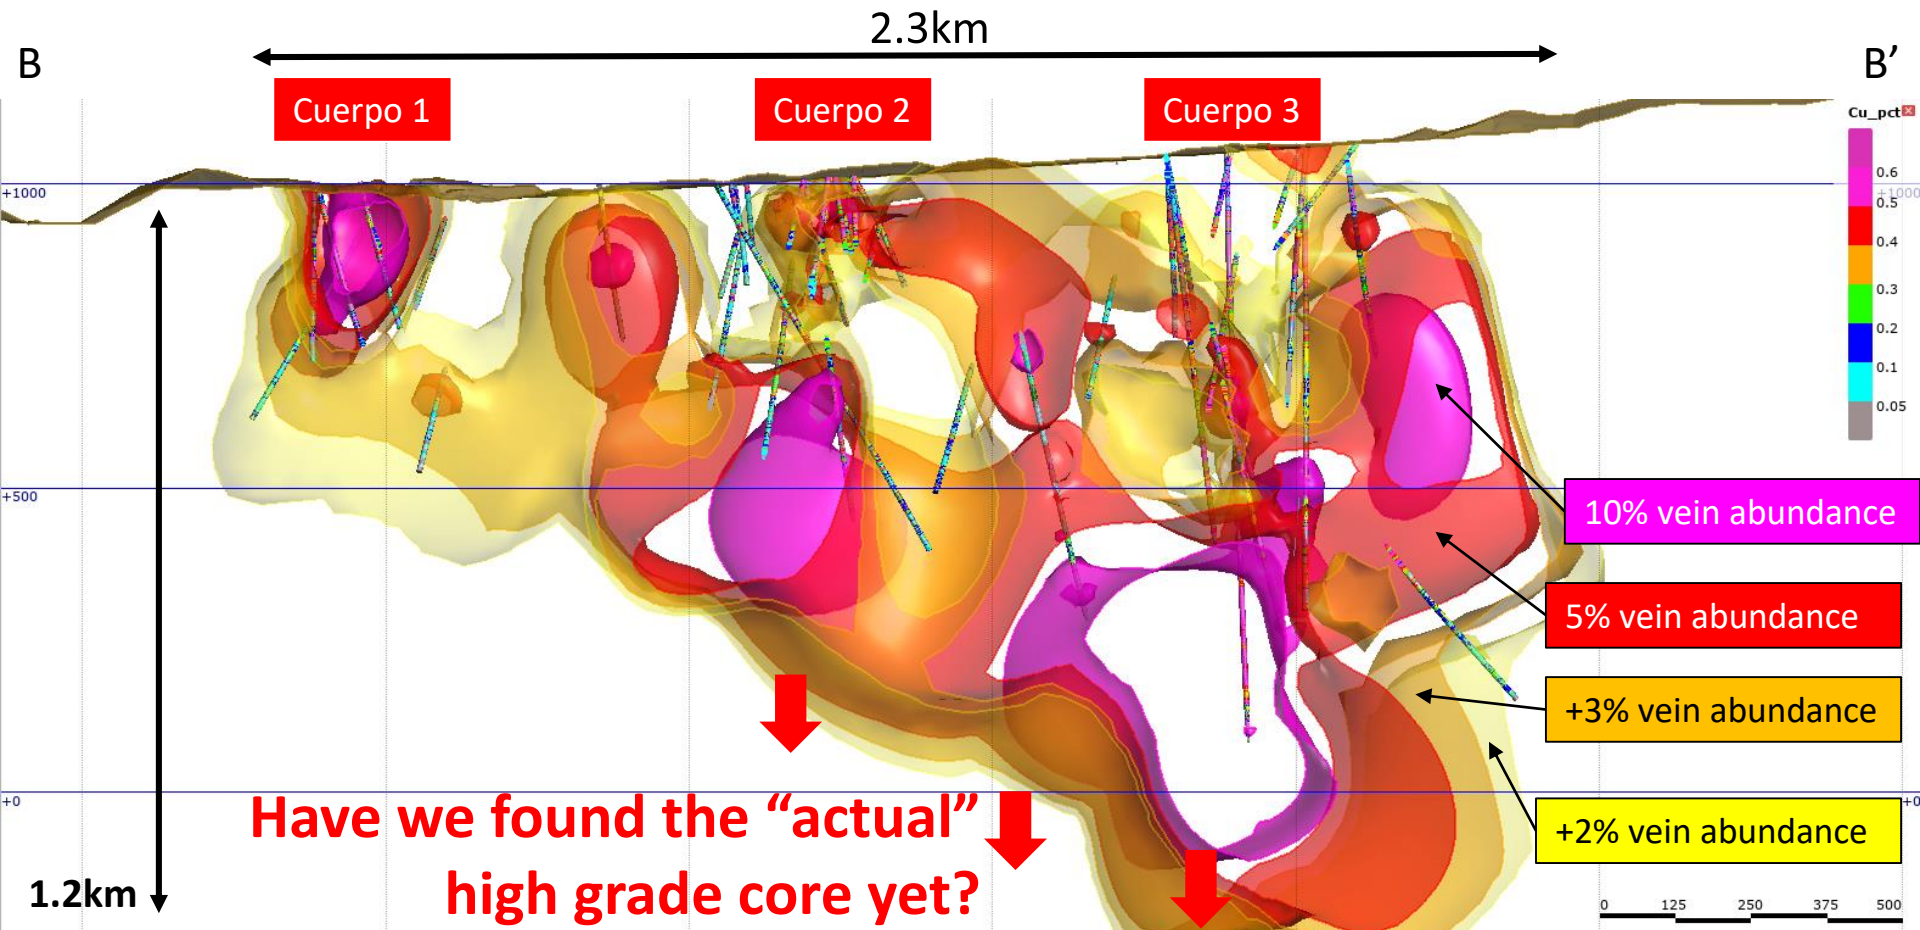 2.3km
B
B’
Cuerpo 1
Cuerpo 2
Cuerpo 3
Cu_pct
0.6
0.5
0.4
0.3
0.2
0.1
0.05
+1000
+1000
+500
10% vein abundance
5% vein abundance
+3% vein abundance
+2% vein abundance
+0
+0
Have we found the “actual”
high grade core yet?
1.2km
0 125 250 375 500